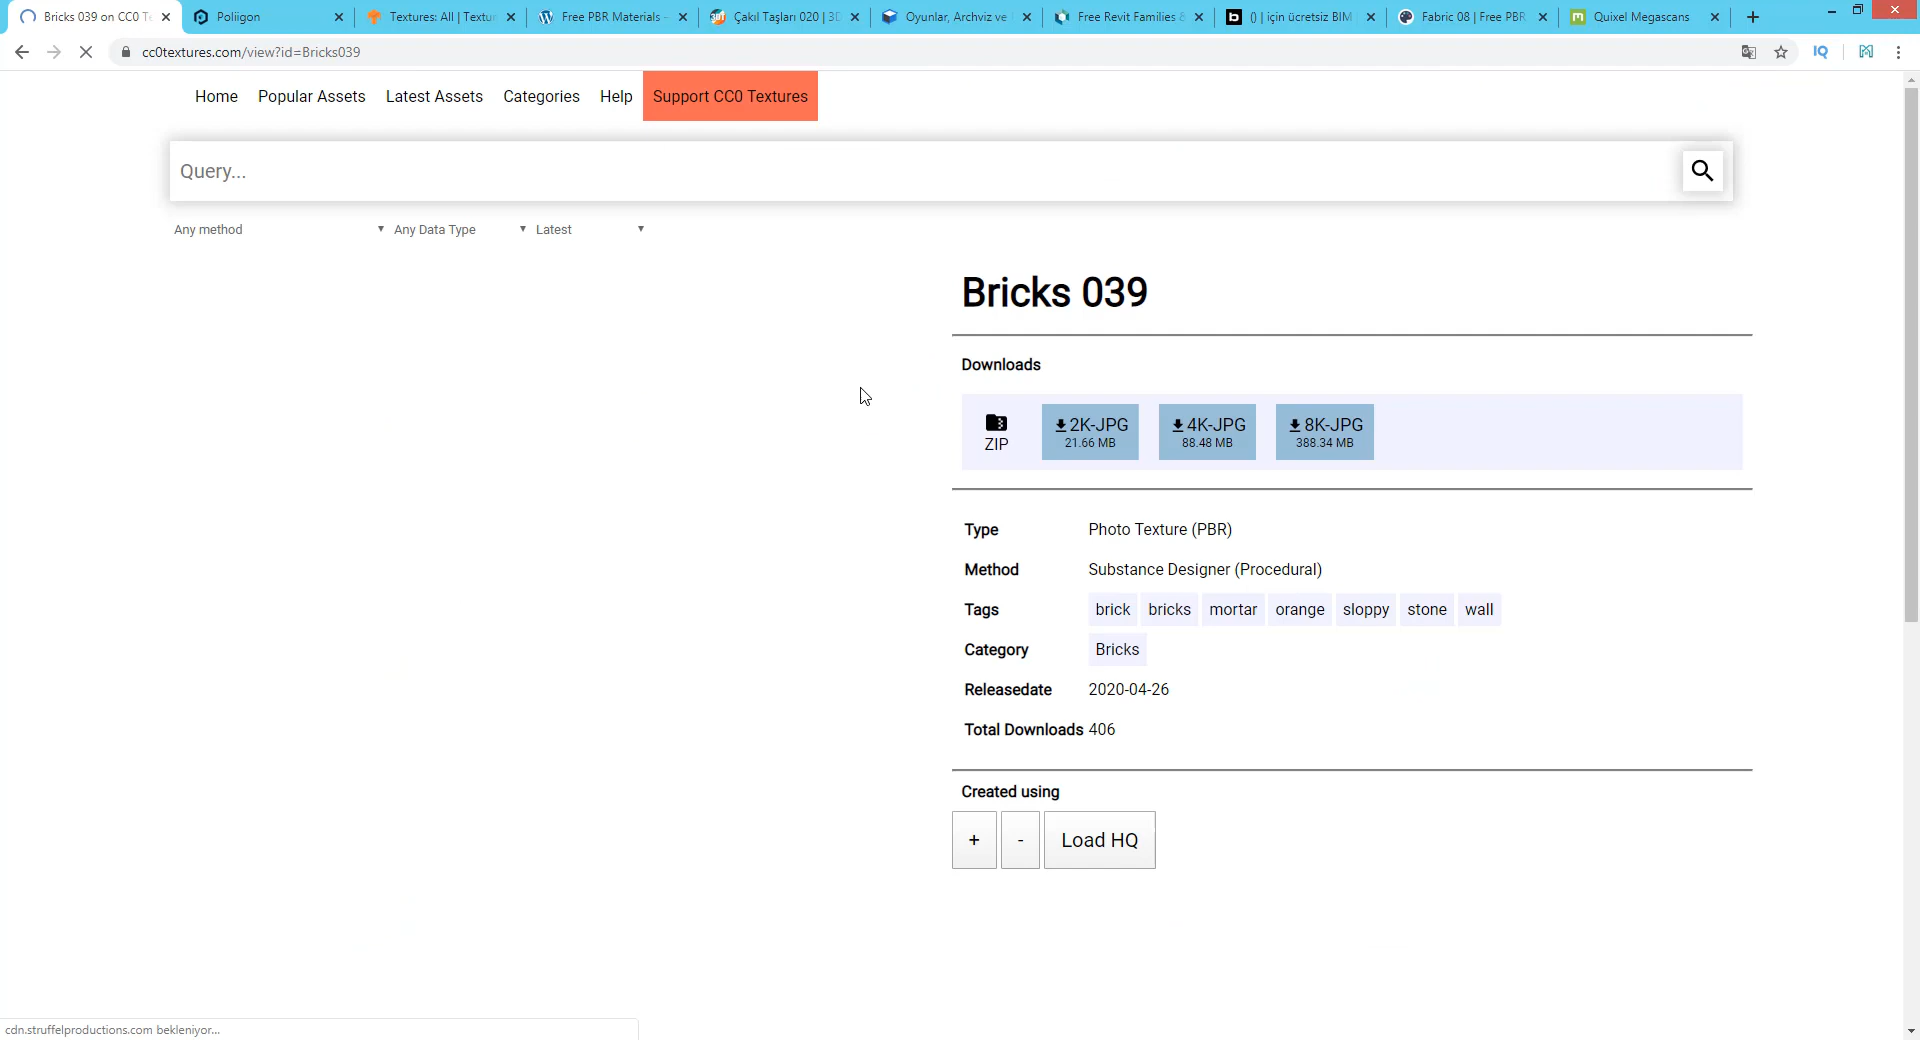 Bricks 039 on CC0 T
Poliigon
Textures: All | Textur
Free PBR Materials -
Çakıl Taşları 020 | 3D
Oyunlar, Archviz ve
Free Revit Families &
() | için ücretsiz BIM
Fabric 08 | Free PBR
Quixel Megascans
cc0textures.com/view?id=Bricks039
Home
Popular Assets
Latest Assets
Categories
Help
Support CC0 Textures
Query...
Any method
Any Data Type
Latest
Bricks 039
Downloads
ZIP
2K-JPG
21.66 MB
4K-JPG
88.48 MB
8K-JPG
388.34 MB
Type Photo Texture (PBR)
Method Substance Designer (Procedural)
Tags brick bricks mortar orange sloppy stone wall
Category Bricks
Releasedate 2020-04-26
Total Downloads 406
Created using
+ - Load HQ
cdn.struffelproductions.com bekleniyor...